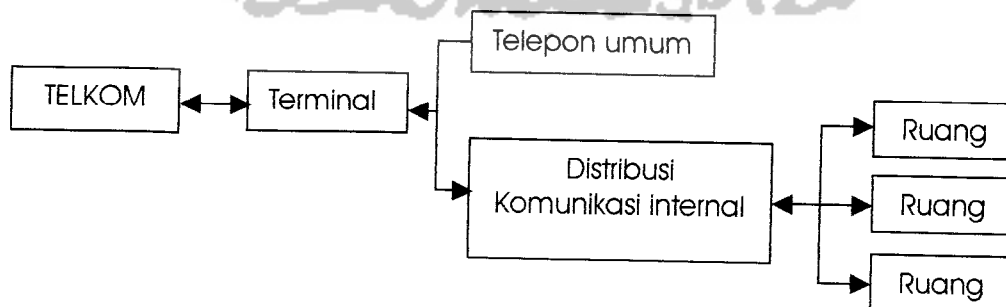 Telepon umum
TELKOM
Terminal
Distribusi
Komunikasi internal
Ruang
Ruang
Ruang